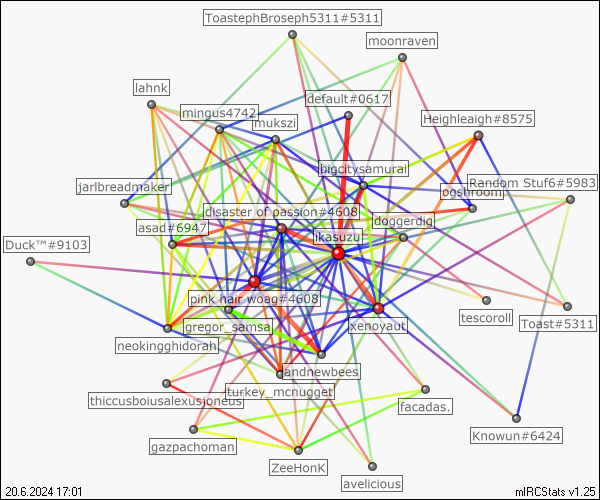 ToastephBroseph5311#5311
moonraven
lahnk
default#0617
mingus4742
mukszi
Heighleigh#8575
bigcitysamurai
Random Stuf6#5983
jarlbreadmaker
ogstroom
disaster of passion#4608
doggerdig
asad#6947
ikasuzu
Duck™#9103
pink hair woag#4608
tescoroll
gregor_samsa
xenoyaut
Toast#5311
neokingghidorah
andnewbees
turkey_mcnugget
thiccusboiusalexusjoneus
facadas.
Knowun#6424
gazpachoman
ZeeHonK
avelicious
20.6.2024 17:01
mIRCStats v1.25